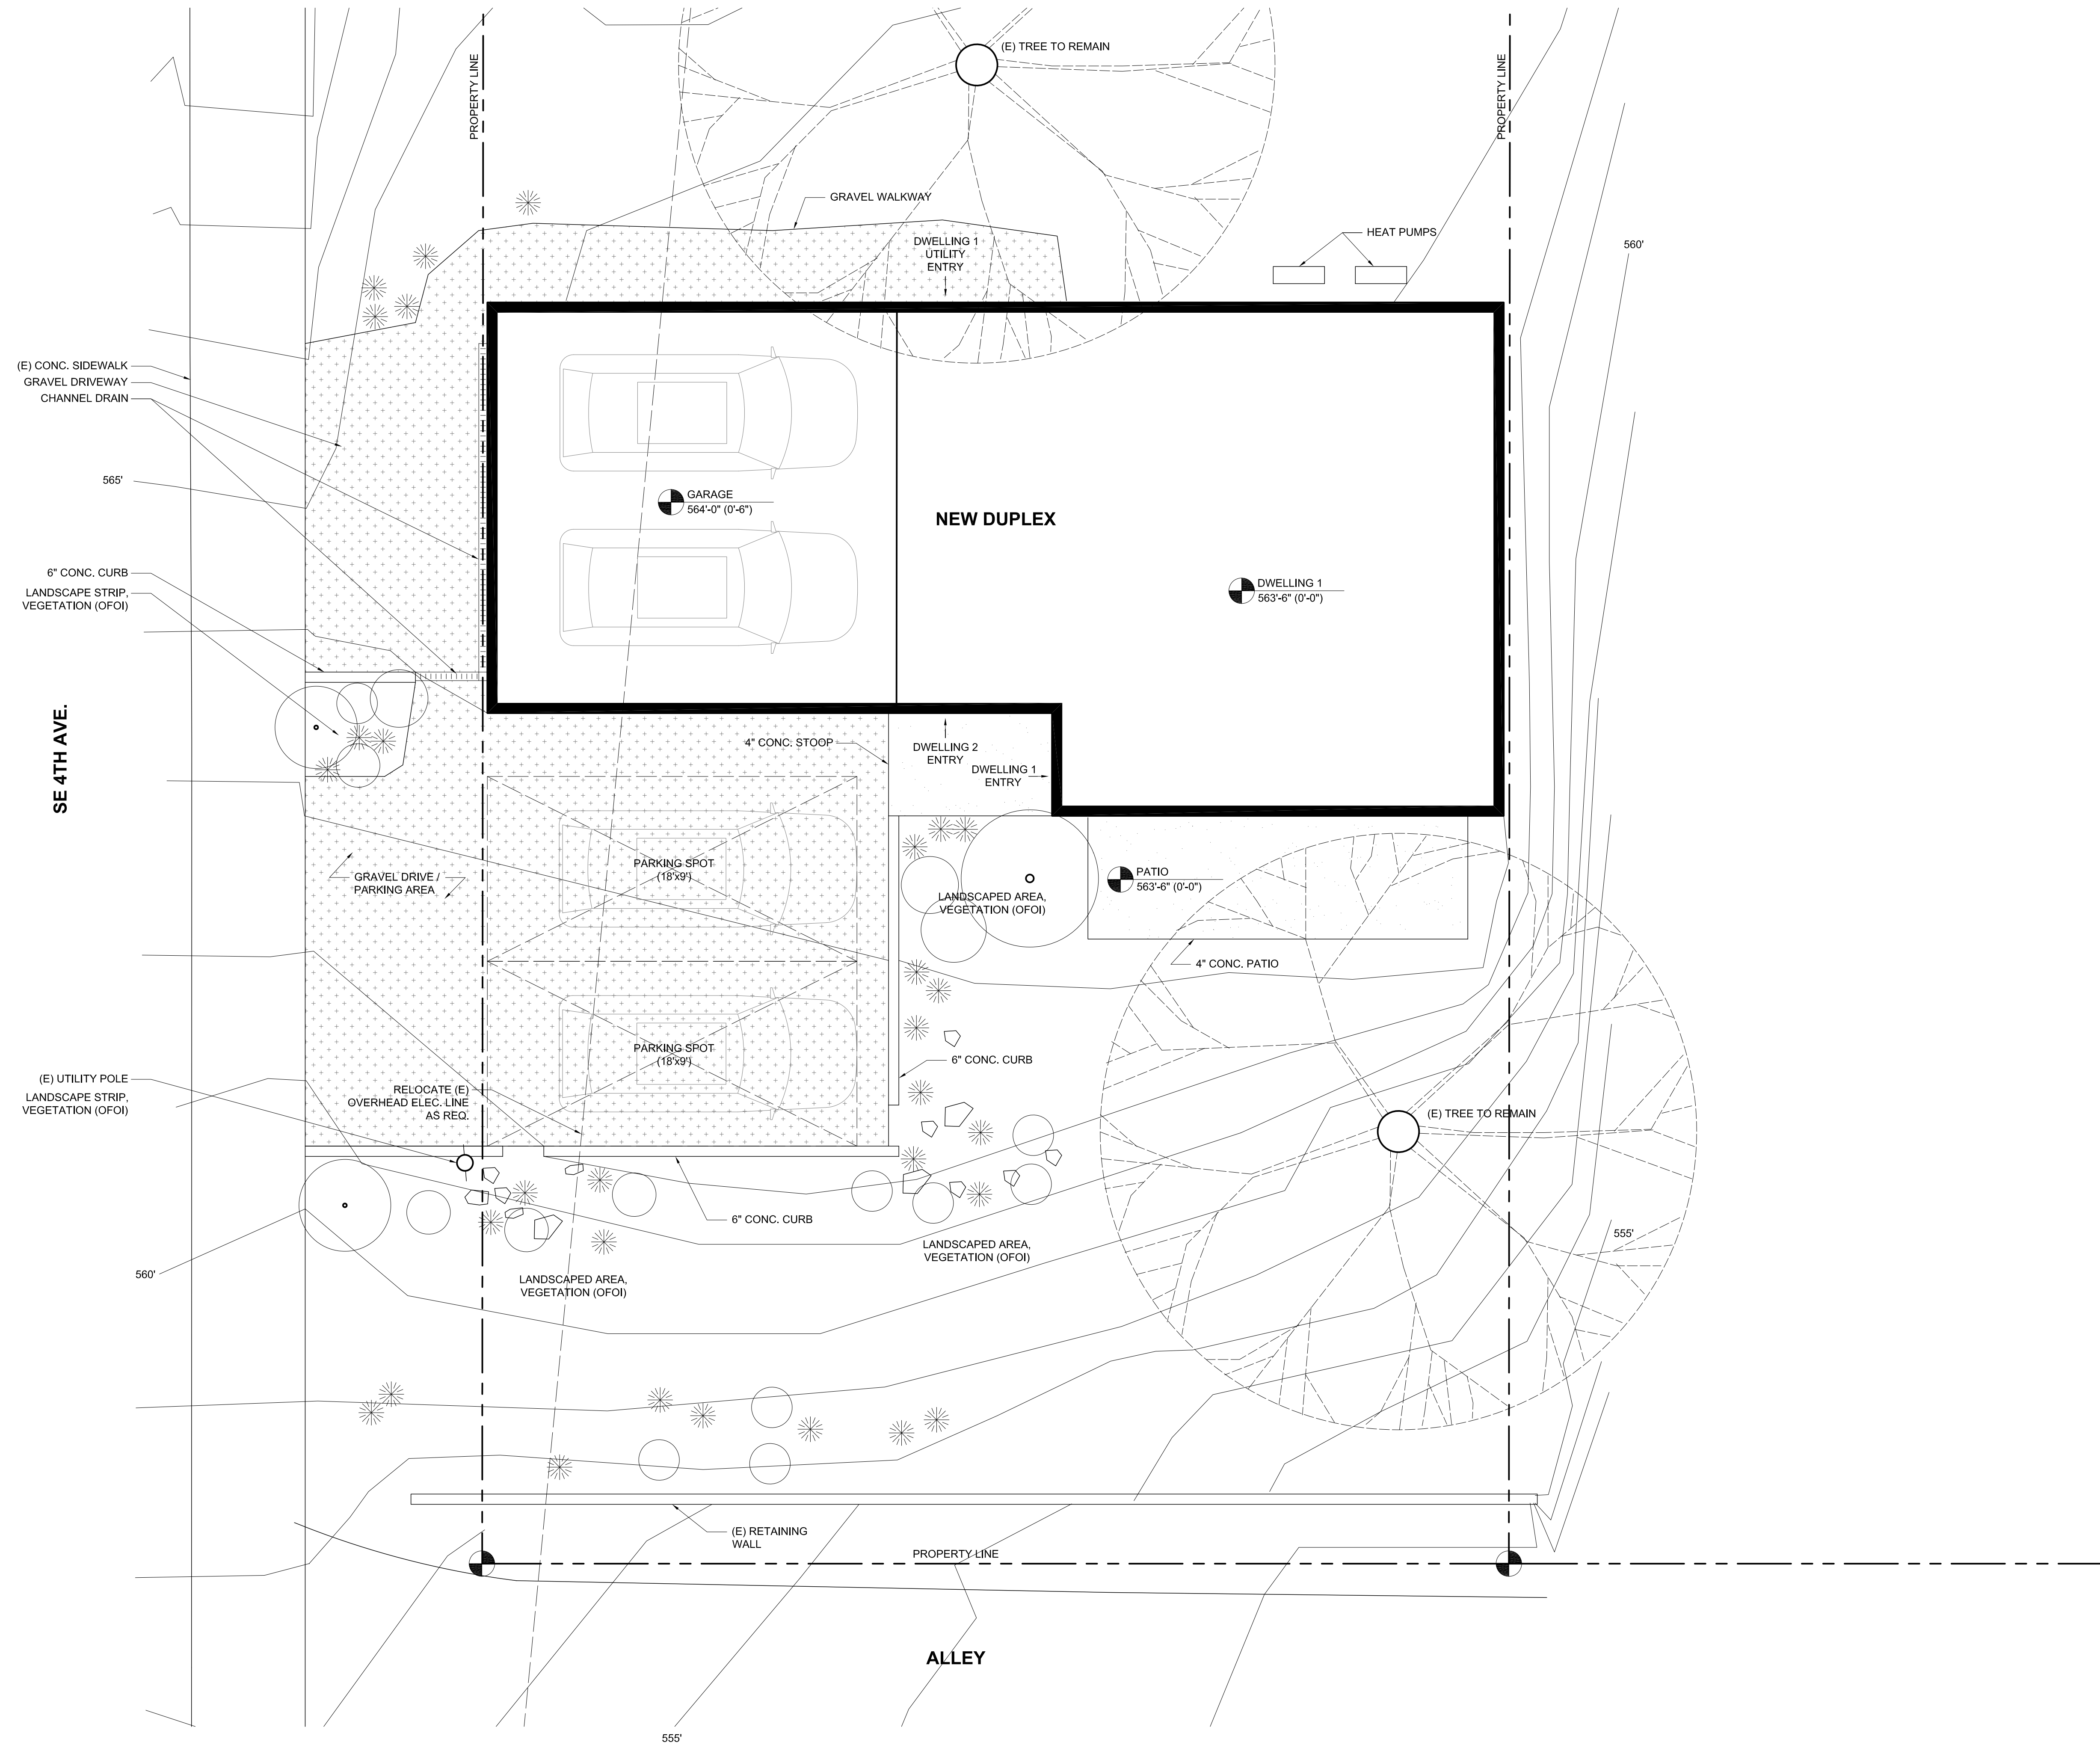 (E) TREE TO REMAIN
PROPERTY LINE
PROPERTY LINE
GRAVEL WALKWAY
HEAT PUMPS
560'
DWELLING 1
UTILITY
ENTRY
(E) CONC. SIDEWALK
GRAVEL DRIVEWAY
CHANNEL DRAIN
565'
GARAGE
564'-0" (0'-6")
NEW DUPLEX
6" CONC. CURB
LANDSCAPE STRIP,
VEGETATION (OFOI)
DWELLING 1
563'-6" (0'-0")
SE 4TH AVE.
4" CONC. STOOP
DWELLING 2
ENTRY
DWELLING 1
ENTRY
PARKING SPOT
(18'x9')
GRAVEL DRIVE /
PARKING AREA
PATIO
563'-6" (0'-0")
LANDSCAPED AREA,
VEGETATION (OFOI)
4" CONC. PATIO
PARKING SPOT
(18'x9')
6" CONC. CURB
(E) UTILITY POLE
LANDSCAPE STRIP,
VEGETATION (OFOI)
RELOCATE (E)
OVERHEAD ELEC. LINE
AS REQ.
(E) TREE TO REMAIN
6" CONC. CURB
555'
LANDSCAPED AREA,
VEGETATION (OFOI)
560'
LANDSCAPED AREA,
VEGETATION (OFOI)
(E) RETAINING
WALL
PROPERTY LINE
ALLEY
555'